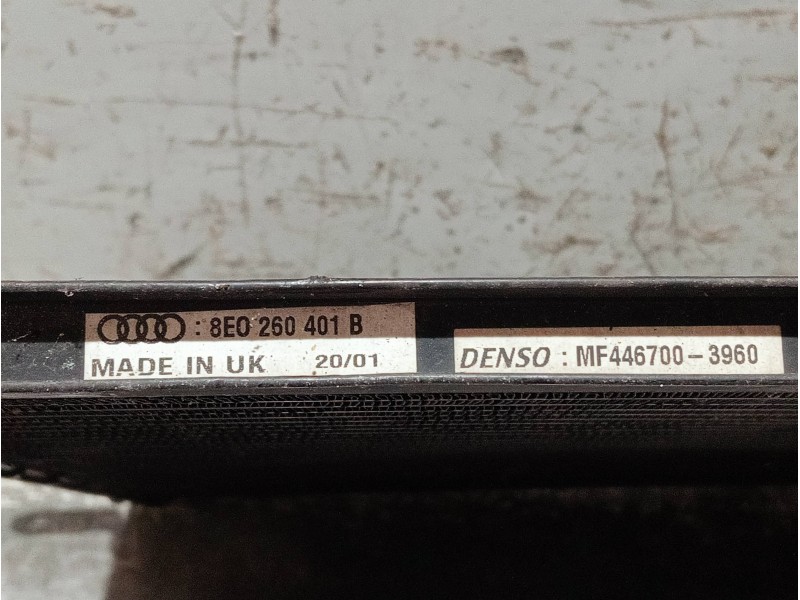 : 8E0 260 401 B
MADE IN UK 20/01
DENSO : MF446700-3960